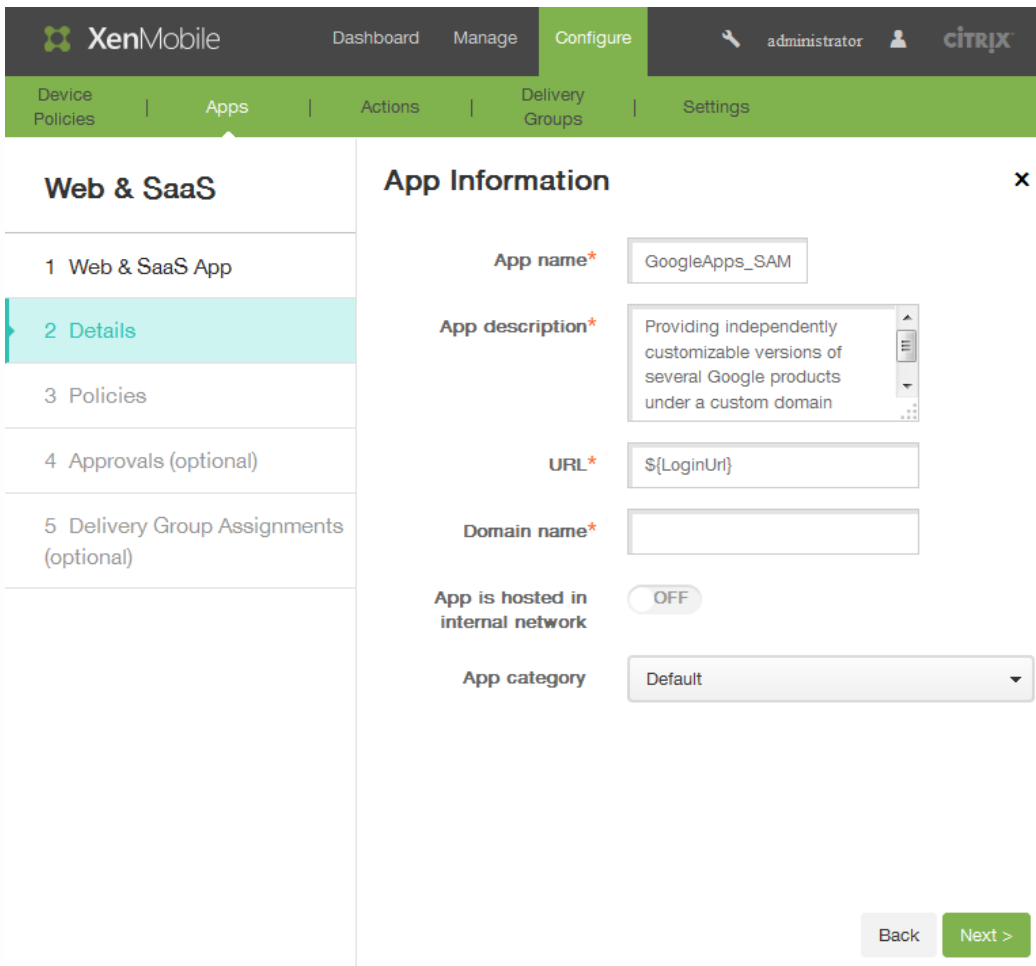 XenMobile
Dashboard
Manage
Configure
administrator
CİTRIX
Device
Policies
|
Apps
|
Actions
|
Delivery
Groups
|
Settings
Web & SaaS
1 Web & SaaS App
2 Details
3 Policies
4 Approvals (optional)
5 Delivery Group Assignments
(optional)
App Information
x
App name*
GoogleApps_SAM
App description*
Providing independently
customizable versions of
several Google products
under a custom domain
URL*
${LoginUrl}
Domain name*
App is hosted in
internal network
OFF
App category
Default
Back
Next >